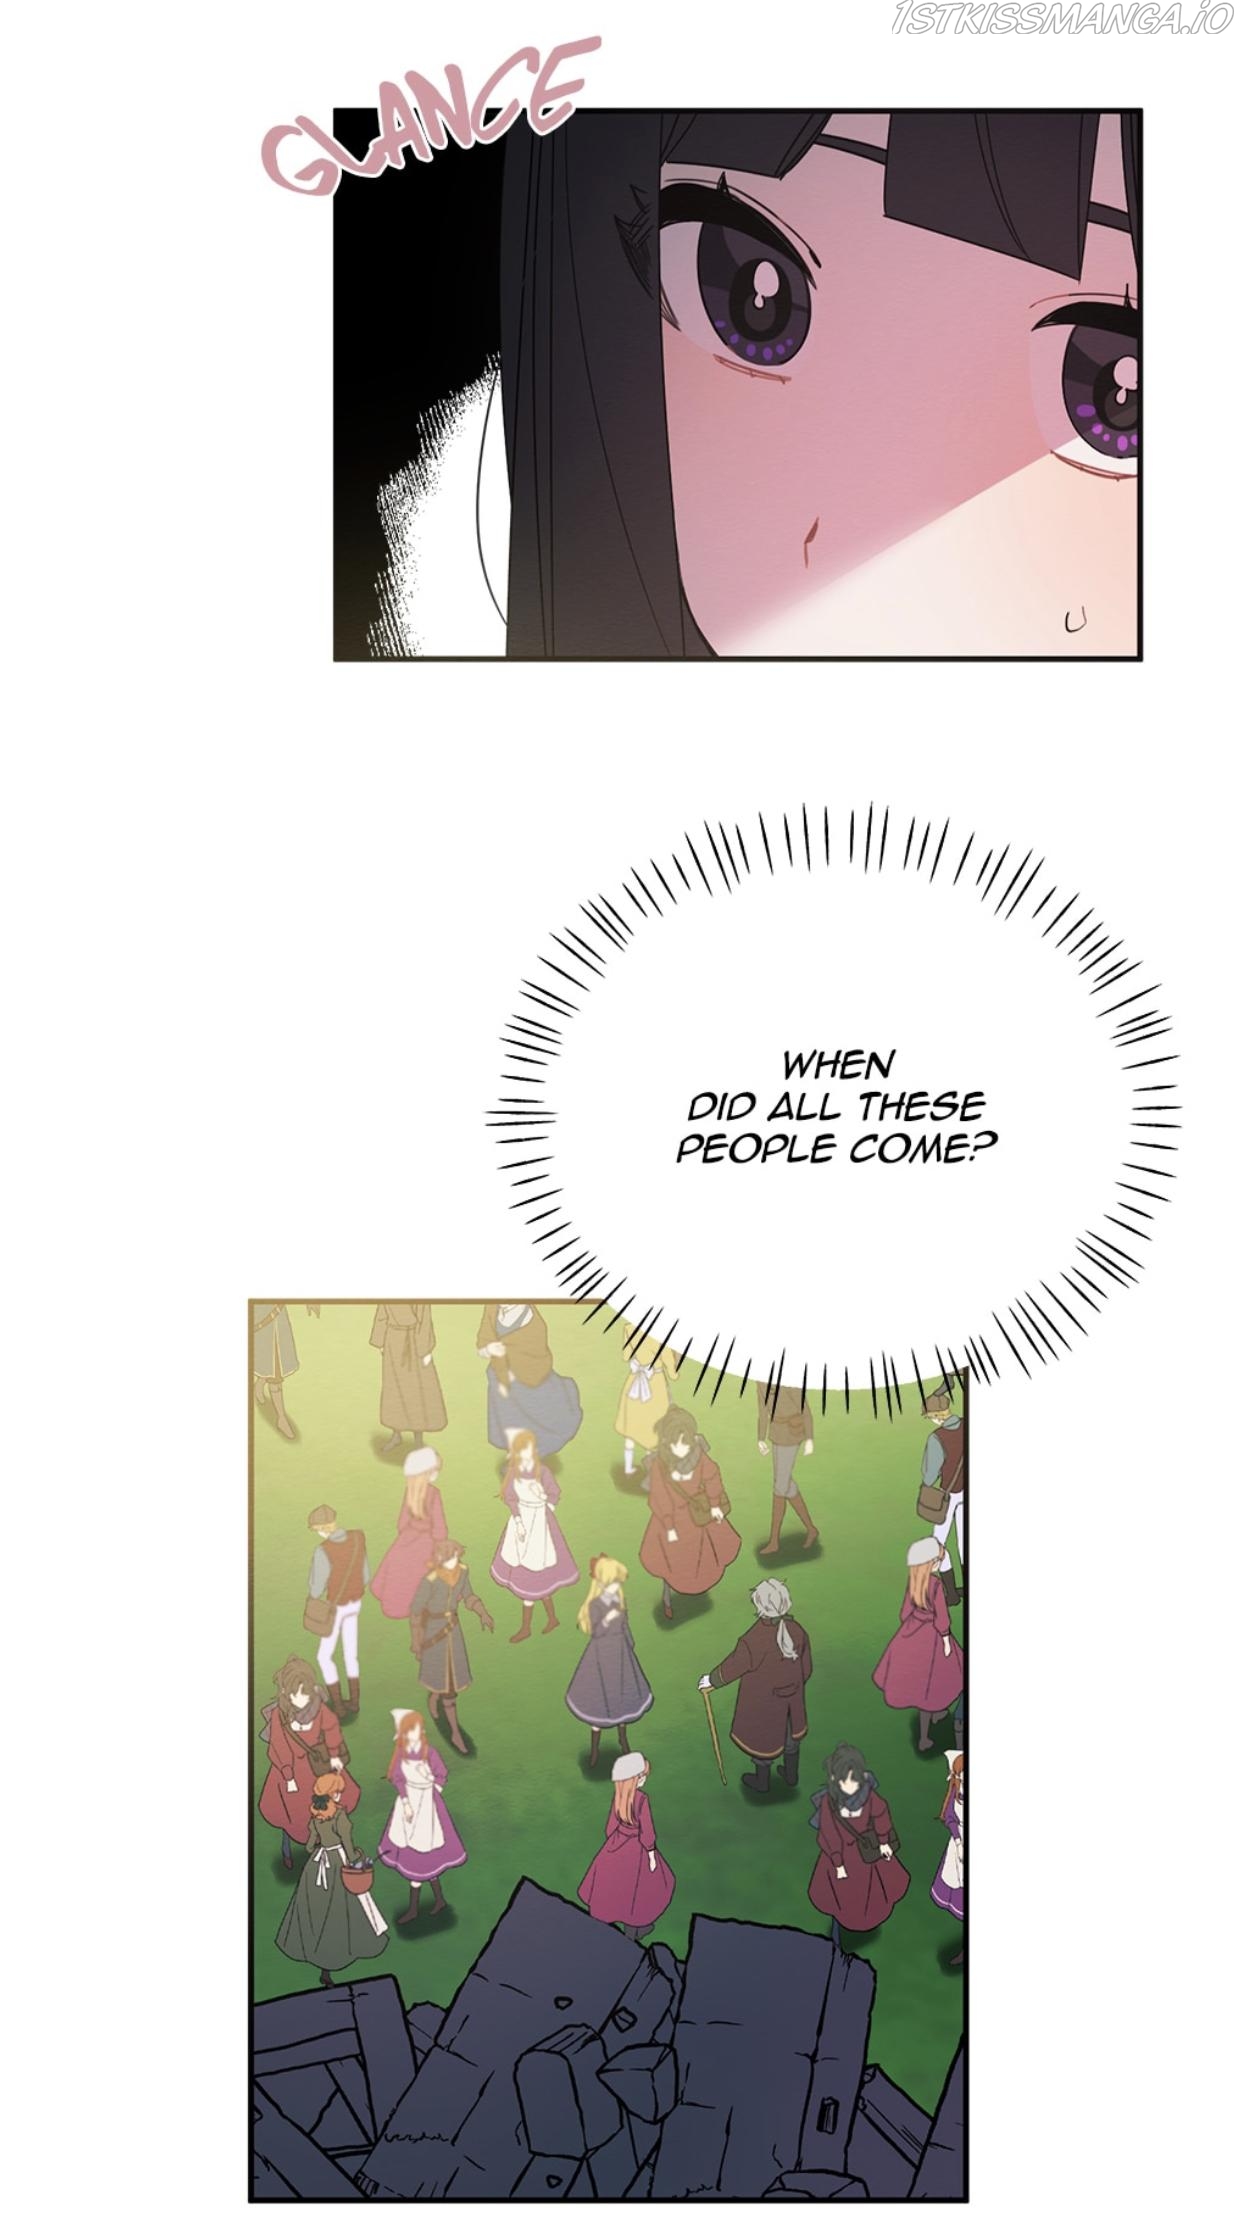 1STKISSMANGA.IO
GLANCE
WHEN
DID ALL THESE
PEOPLE COME?